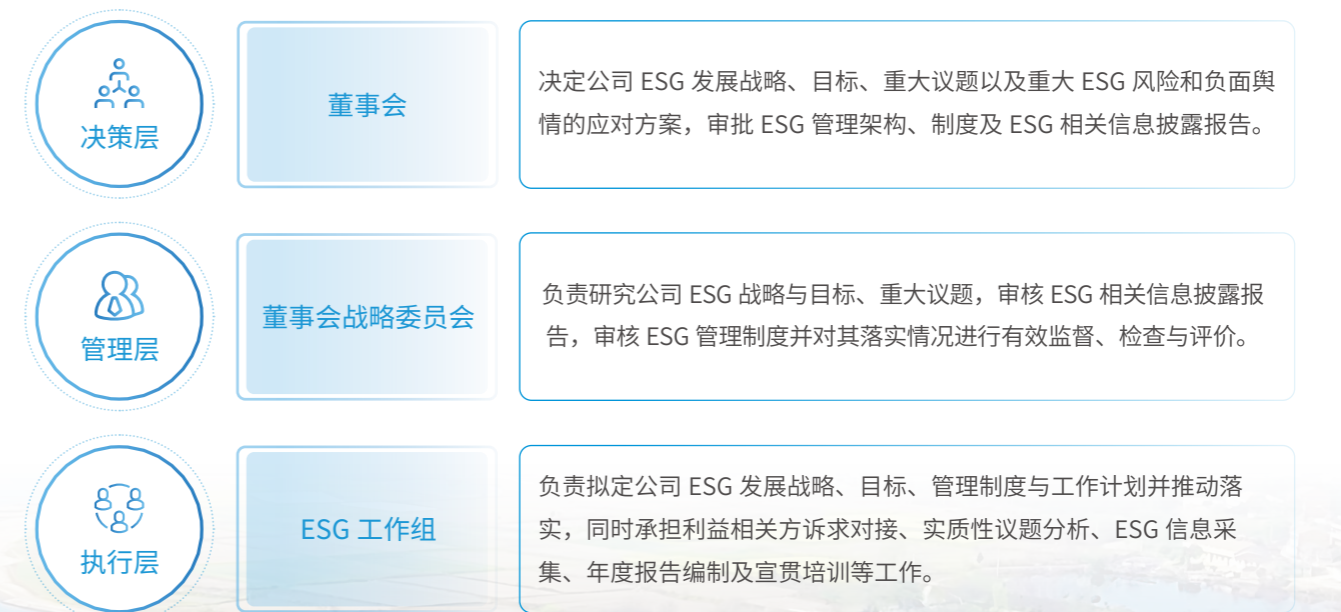 决策层
董事会
决定公司 ESG 发展战略、目标、重大议题以及重大 ESG 风险和负面舆
情的应对方案，审批 ESG 管理架构、制度及 ESG 相关信息披露报告。
管理层
董事会战略委员会
负责研究公司 ESG 战略与目标、重大议题，审核 ESG 相关信息披露报
告，审核 ESG 管理制度并对其落实情况进行有效监督、检查与评价。
执行层
ESG 工作组
负责拟定公司 ESG 发展战略、目标、管理制度与工作计划并推动落
实，同时承担利益相关方诉求对接、实质性议题分析、ESG 信息采
集、年度报告编制及宣贯培训等工作。